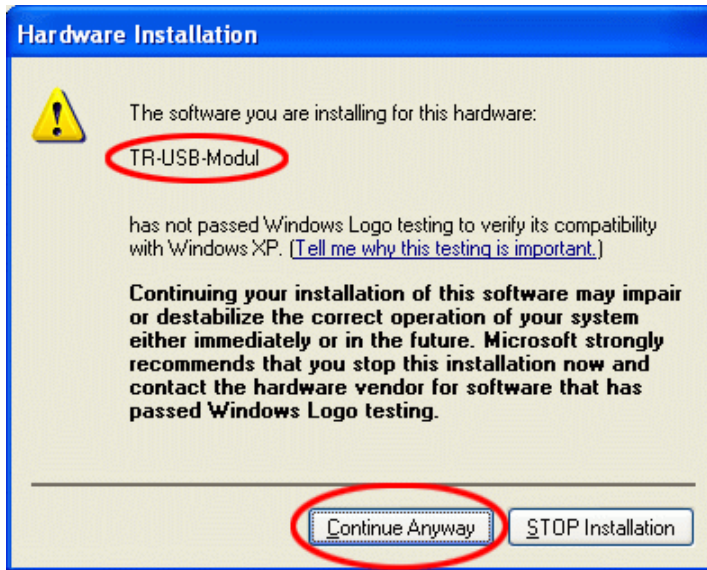 Hardware Installation
The software you are installing for this hardware:
TR-USB-Modul
has not passed Windows Logo testing to verify its compatibility
with Windows XP. (Tell me why this testing is important.)
Continuing your installation of this software may impair
or destabilize the correct operation of your system
either immediately or in the future. Microsoft strongly
recommends that you stop this installation now and
contact the hardware vendor for software that has
passed Windows Logo testing.
Continue Anyway STOP Installation